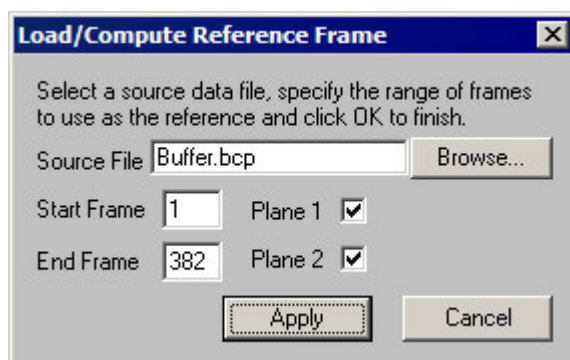 Load/Compute Reference Frame
Select a source data file, specify the range of frames
to use as the reference and click OK to finish.
Source File Buffer.bcp Browse...
Start Frame 1 Plane 1
End Frame 382 Plane 2
Apply Cancel